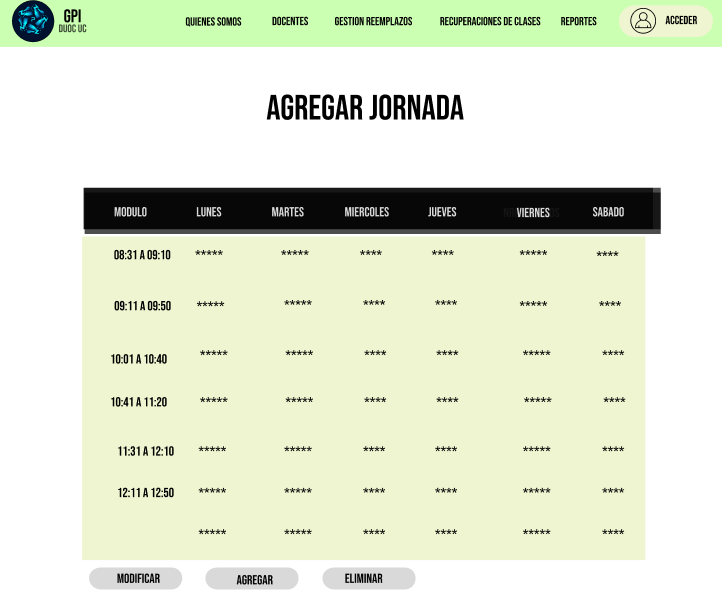 GPI
DUOC UC
QUIENES SOMOS DOCENTES GESTION REEMPLAZOS RECUPERACIONES DE CLASES REPORTES ACCEDER
AGREGAR JORNADA
MODULO LUNES MARTES MIERCOLES JUEVES VIERNES SABADO
08:31 A 09:10 ***** ***** **** **** ***** ****
09:11 A 09:50 ***** ***** **** **** ***** ****
10:01 A 10:40 ***** ***** **** **** ***** ****
10:41 A 11:20 ***** ***** **** **** ***** ****
11:31 A 12:10 ***** ***** **** **** ***** ****
12:11 A 12:50 ***** ***** **** **** ***** ****
***** ***** **** **** ***** ****
MODIFICAR AGREGAR ELIMINAR